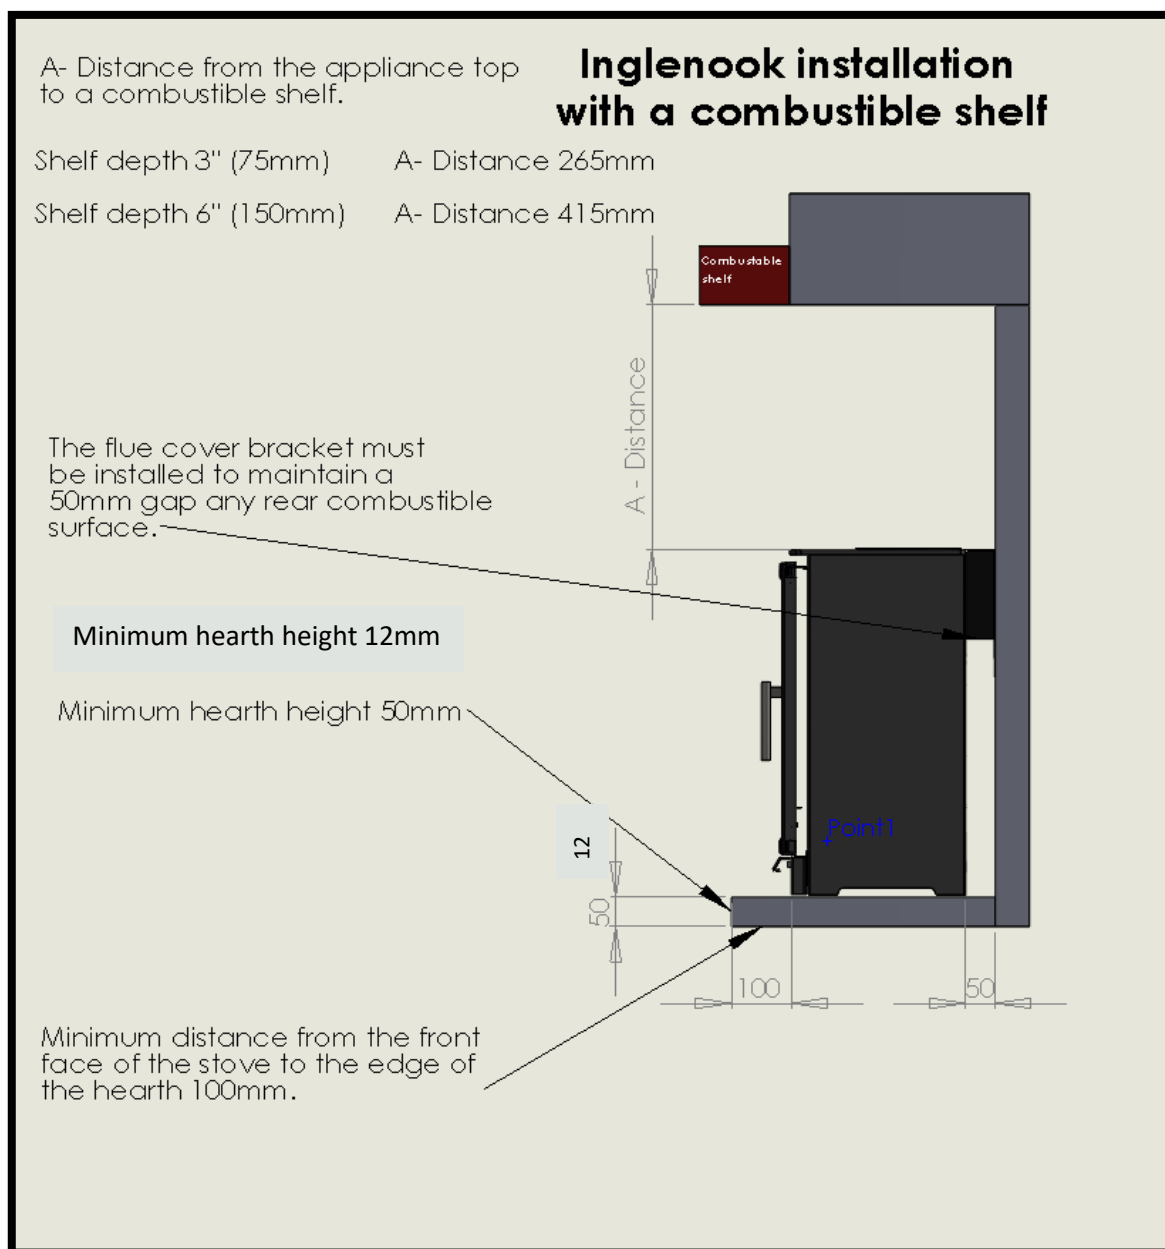 Inglenook installation
with a combustible shelf
A- Distance from the appliance top
to a combustible shelf.
Shelf depth 3" (75mm) A- Distance 265mm
Shelf depth 6" (150mm) A- Distance 415mm
Combustable
shelf
A - Distance
The flue cover bracket must
be installed to maintain a
50mm gap any rear combustible
surface.
Minimum hearth height 12mm
Minimum hearth height 50mm
12
Point1
50
100
50
Minimum distance from the front
face of the stove to the edge of
the hearth 100mm.